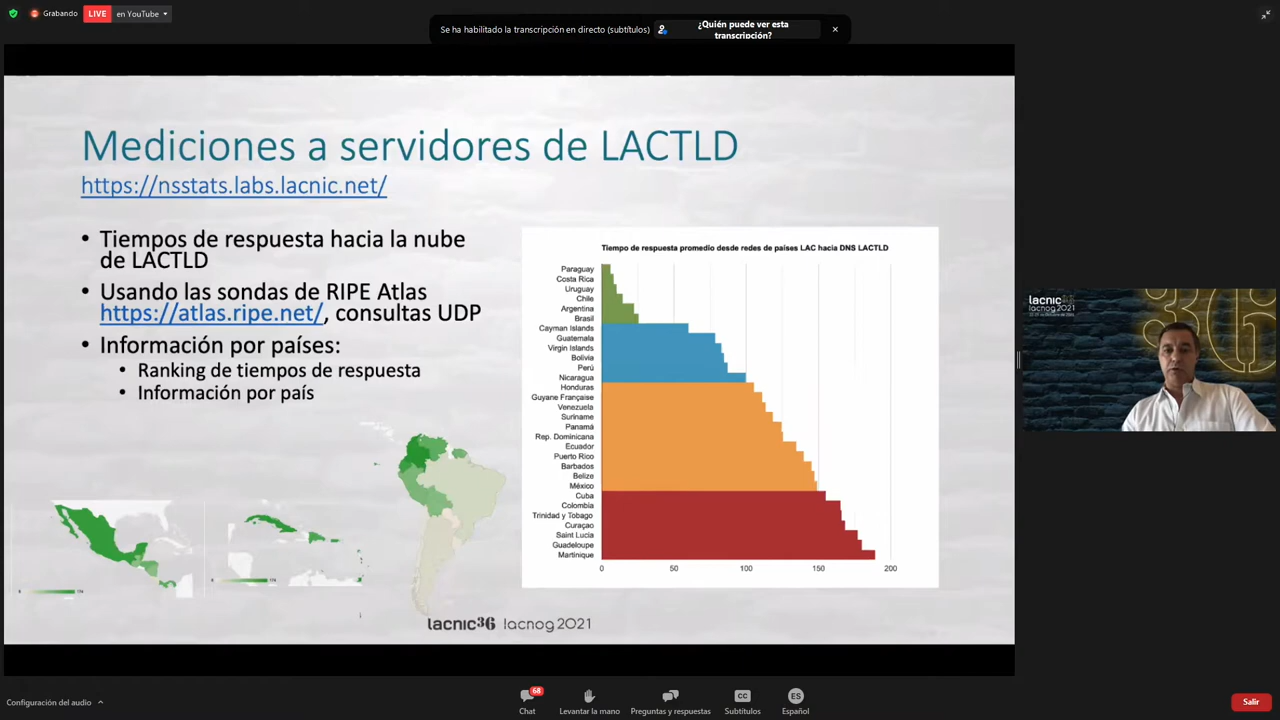 Grabando
LIVE
en YouTube
Se ha habilitado la transcripción en directo (subtítulos)
¿Quién puede ver esta
transcripción?
Mediciones a servidores de LACTLD
https://nsstats.labs.lacnic.net/
• Tiempos de respuesta hacia la nube
de LACTLD
• Usando las sondas de RIPE Atlas
https://atlas.ripe.net/, consultas UDP
• Información por países:
• Ranking de tiempos de respuesta
• Información por país
Tiempo de respuesta promedio desde redes de países LAC hacia DNS LACTLD
Paraguay
Costa Rica
Uruguay
Chile
Argentina
Brasil
Cayman Islands
Guatemala
Virgin Islands
Bolivia
Perú
Nicaragua
Honduras
Guyane Française
Venezuela
Suriname
Panamá
Rep. Dominicana
Ecuador
Puerto Rico
Barbados
Belize
México
Cuba
Colombia
Trinidad y Tobago
Curaçao
Saint Lucia
Guadeloupe
Martinique
0 50 100 150 200
lacnic36 lacnog2021
lacnic36
lacnog2021
36
Configuración del audio
68
Chat
Levantar la mano
Preguntas y respuestas
CC
Subtítulos
ES
Español
Salir